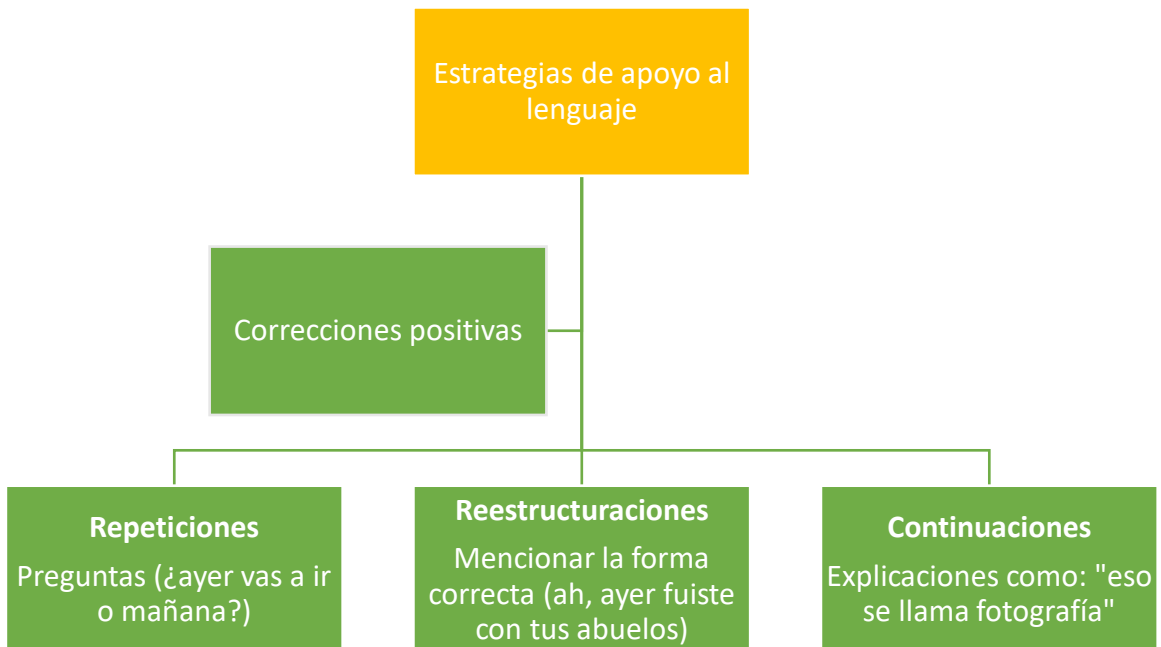 Estrategias de apoyo al
lenguaje
Correcciones positivas
Repeticiones
Preguntas (¿ayer vas a ir
o mañana?)
Reestructuraciones
Mencionar la forma
correcta (ah, ayer fuiste
con tus abuelos)
Continuaciones
Explicaciones como: "eso
se llama fotografía"